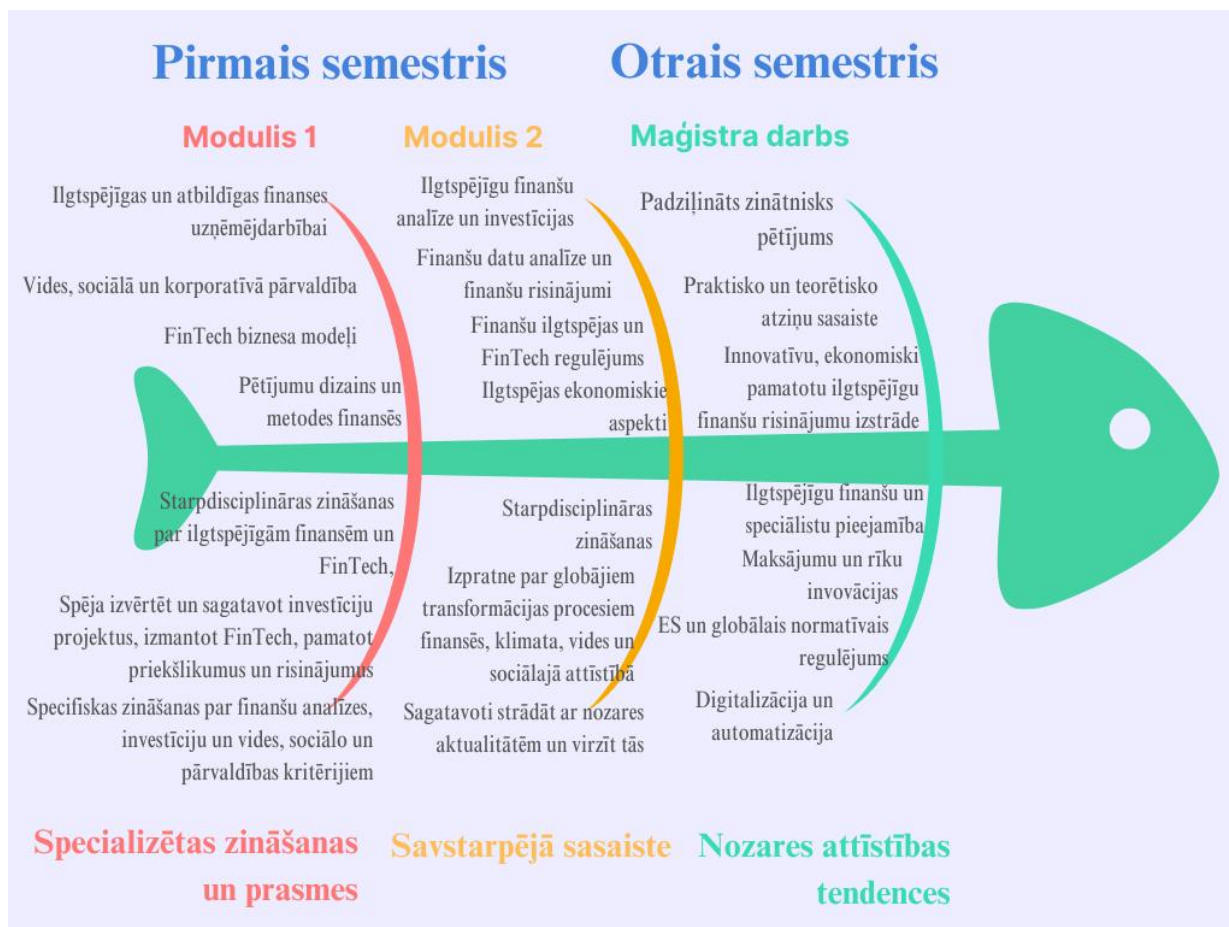 Pirmais semestris
Otrais semestris
Modulis 1
Ilgtspējīgas un atbildīgas finanses
uzņēmējdarbībai
Vides, sociālā un korporatīvā pārvaldība
FinTech biznesa modeļi
Pētījumu dizains un
metodes finansēs
Starpdisciplināras zināšanas
par ilgtspējīgām finansēm un
FinTech,
Spēja izvērtēt un sagatavot investīciju
projektus, izmantot FinTech, pamatot
priekšlikumus un risinājumus
Specifiskas zināšanas par finanšu analīzes,
investīciju un vides, sociālo un
pārvaldības kritērijiem
Specializētas zināšanas
un prasmes
Modulis 2
Ilgtspējīgu finanšu
analīze un investīcijas
Finanšu datu analīze un
finanšu risinājumi
Finanšu ilgtspējas un
FinTech regulējums
Ilgtspējas ekonomiskie
aspekti
Starpdisciplināras
zināšanas
Izpratne par globājiem
transformācijas procesiem
finansēs, klimata, vides un
sociālajā attīstībā
Sagatavoti strādāt ar nozares
aktualitātēm un virzīt tās
Savstarpējā sasaiste
Maģistra darbs
Padziļināts zinātnisks
pētījums
Praktisko un teorētisko
atziņu sasaiste
Innovatīvu, ekonomiski
pamatotu ilgtspējīgu
finanšu risinājumu izstrāde
Ilgtspējīgu finanšu un
speciālistu pieejamība
Maksājumu un rīku
invovācijas
ES un globālais normatīvais
regulējums
Digitalizācija un
automatizācija
Nozares attīstības
tendences